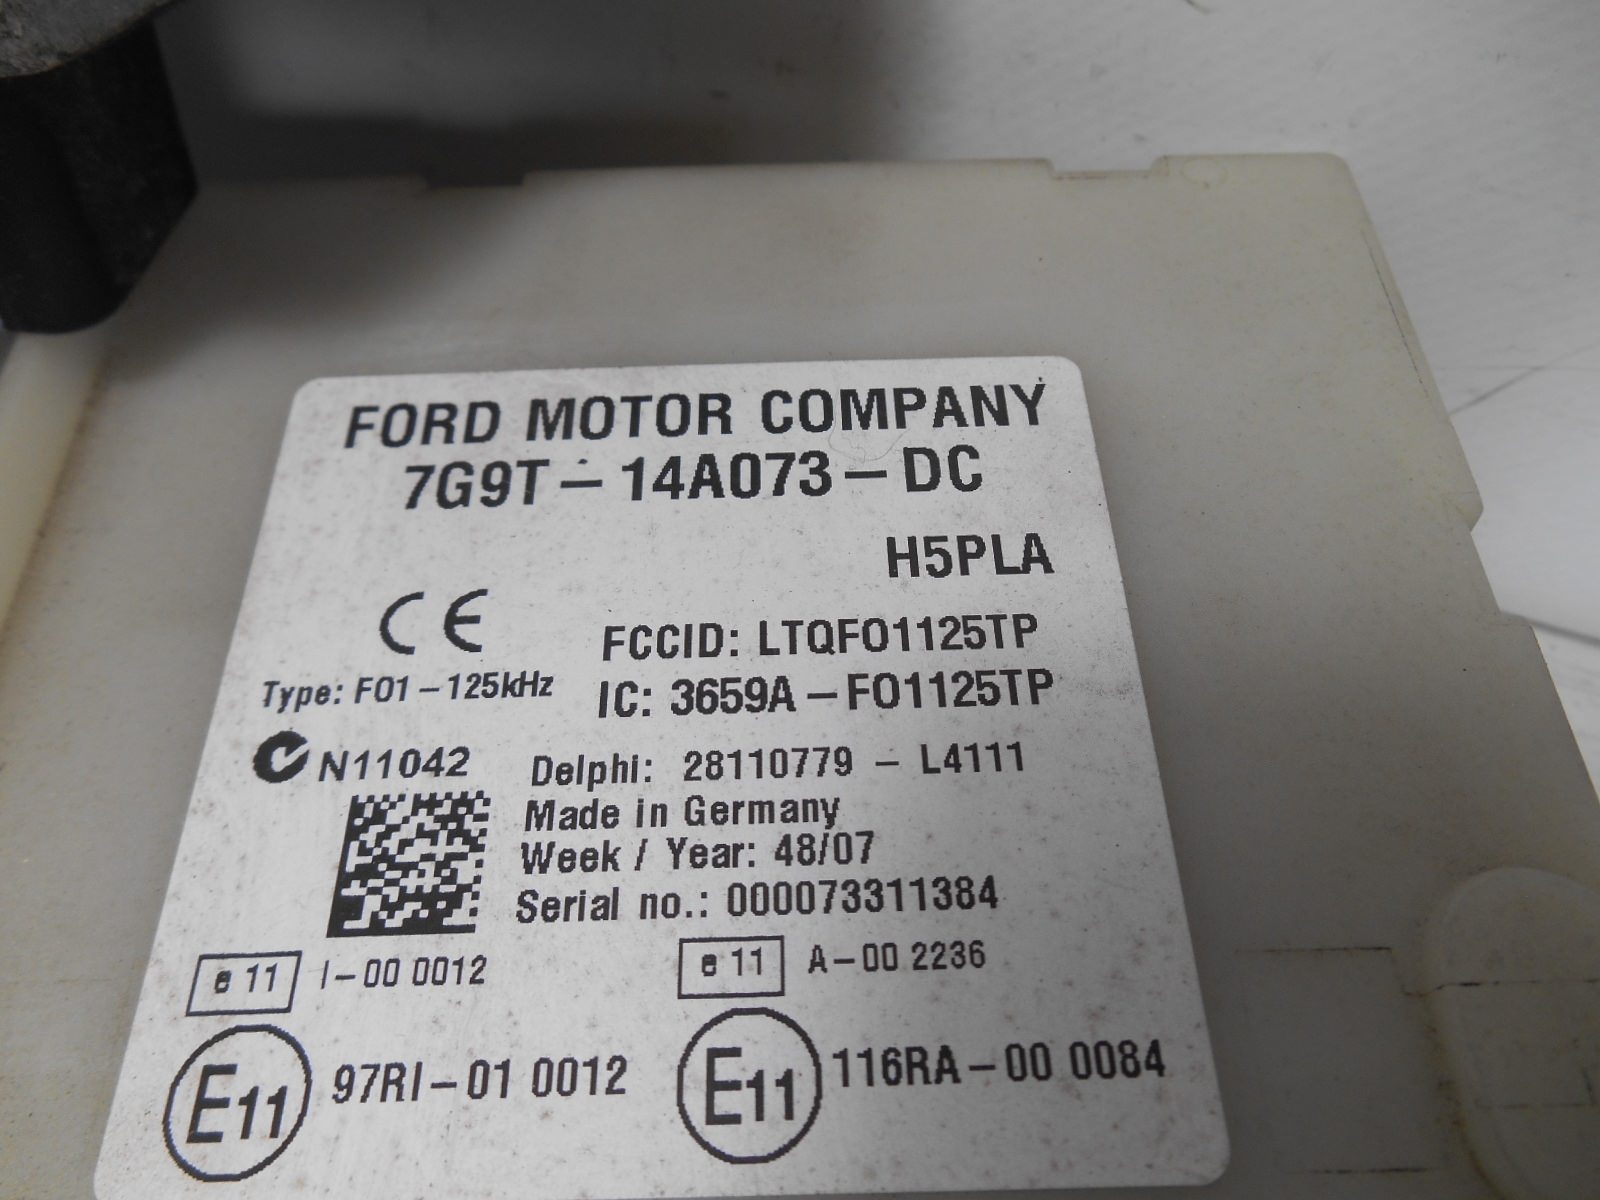 FORD MOTOR COMPANY
7G9T-14A073-DC
H5PLA
CE
FCCID: LTQFO1125TP
Type: FO1-125kHz
IC: 3659A-FO1125TP
N11042
Delphi: 28110779 - L4111
Made in Germany
Week / Year: 48/07
Serial no.: 000073311384
e 11 I-00 0012
e 11 A-00 2236
E11 97RI-01 0012
E11 116RA-00 0084